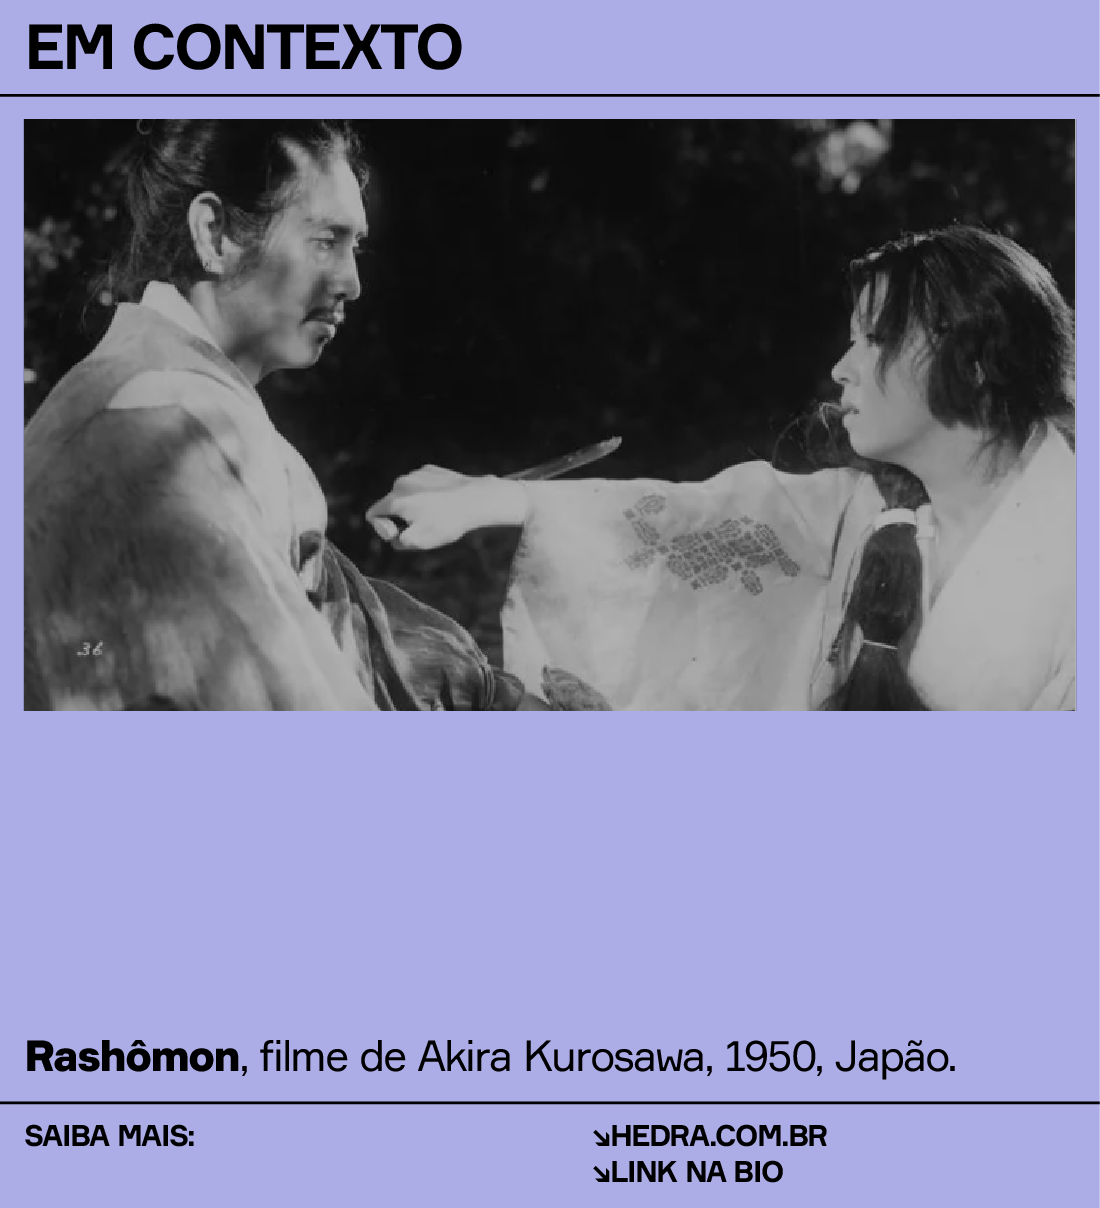 EM CONTEXTO
36
Rashômon, filme de Akira Kurosawa, 1950, Japão.
SAIBA MAIS:
↘HEDRA.COM.BR
↘LINK NA BIO